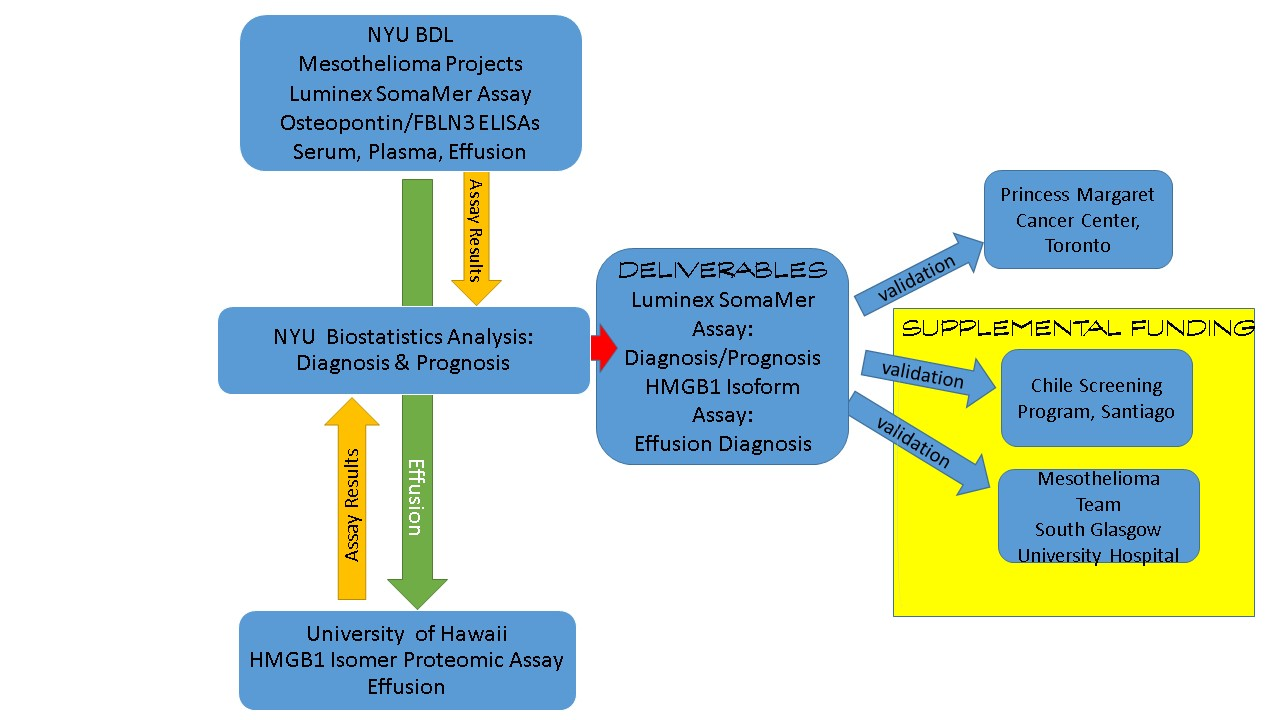 NYU BDL
Mesothelioma Projects
Luminex SomaMer Assay
Osteopontin/FBLN3 ELISAs
Serum, Plasma, Effusion
Assay Results
NYU Biostatistics Analysis:
Diagnosis & Prognosis
Assay Results
Effusion
University of Hawaii
HMGB1 Isomer Proteomic Assay
Effusion
DELIVERABLES
Luminex SomaMer
Assay:
Diagnosis/Prognosis
HMGB1 Isoform
Assay:
Effusion Diagnosis
validation
Princess Margaret
Cancer Center,
Toronto
SUPPLEMENTAL FUNDING
validation
Chile Screening
Program, Santiago
validation
Mesothelioma
Team
South Glasgow
University Hospital